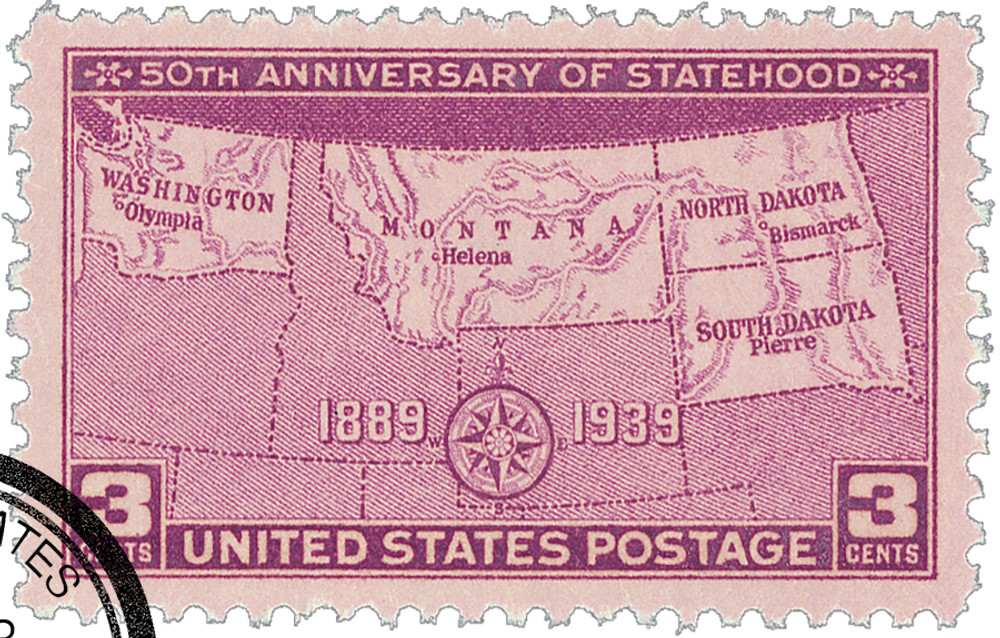 50TH ANNIVERSARY OF STATEHOOD
WASHINGTON
Olympia
MONTANA
Helena
NORTH DAKOTA
Bismarck
SOUTH DAKOTA
Pierre
N
1889 1939
W E
S
3 3
CENTS
UNITED STATES POSTAGE